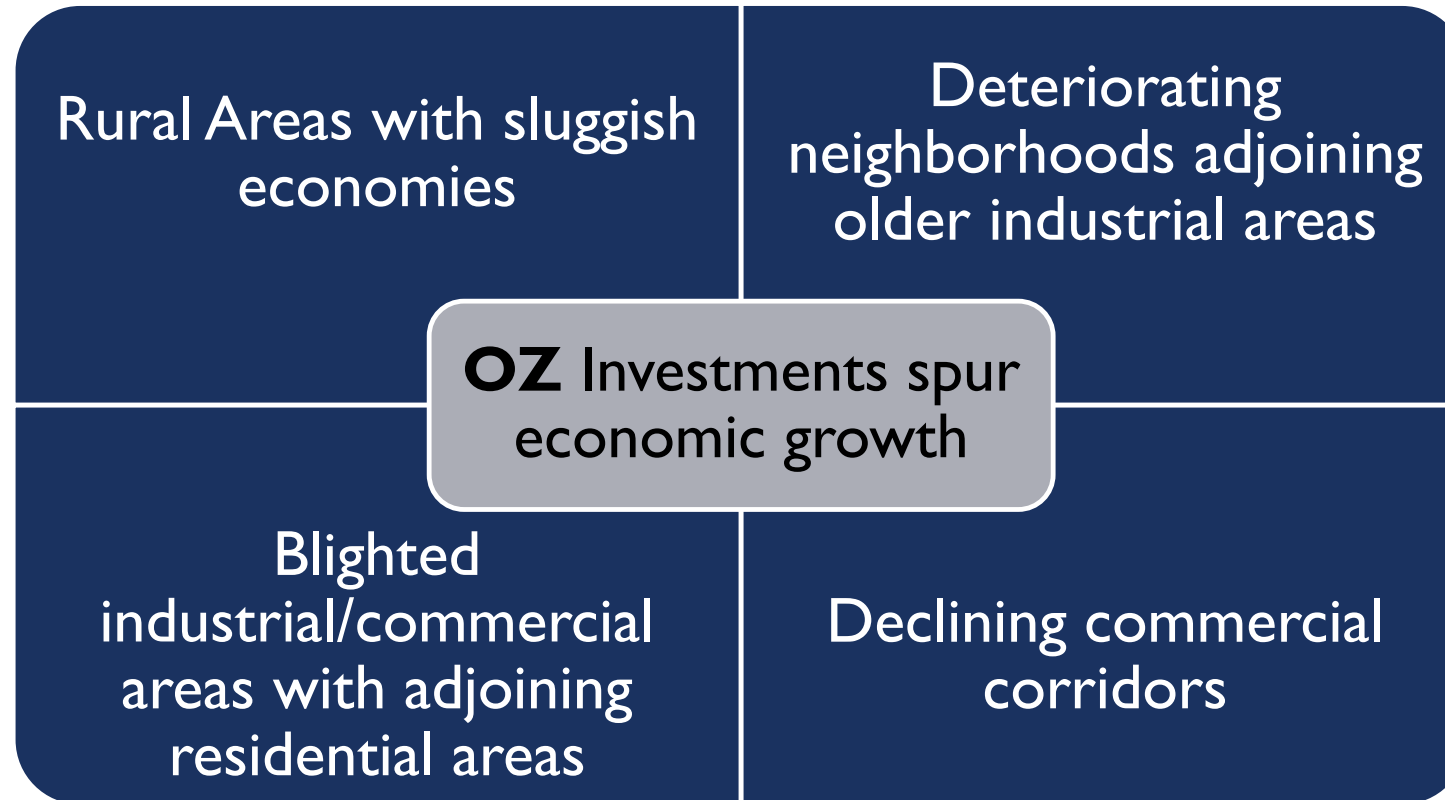 Rural Areas with sluggish
economies
Deteriorating
neighborhoods adjoining
older industrial areas
OZ Investments spur
economic growth
Blighted
industrial/commercial
areas with adjoining
residential areas
Declining commercial
corridors